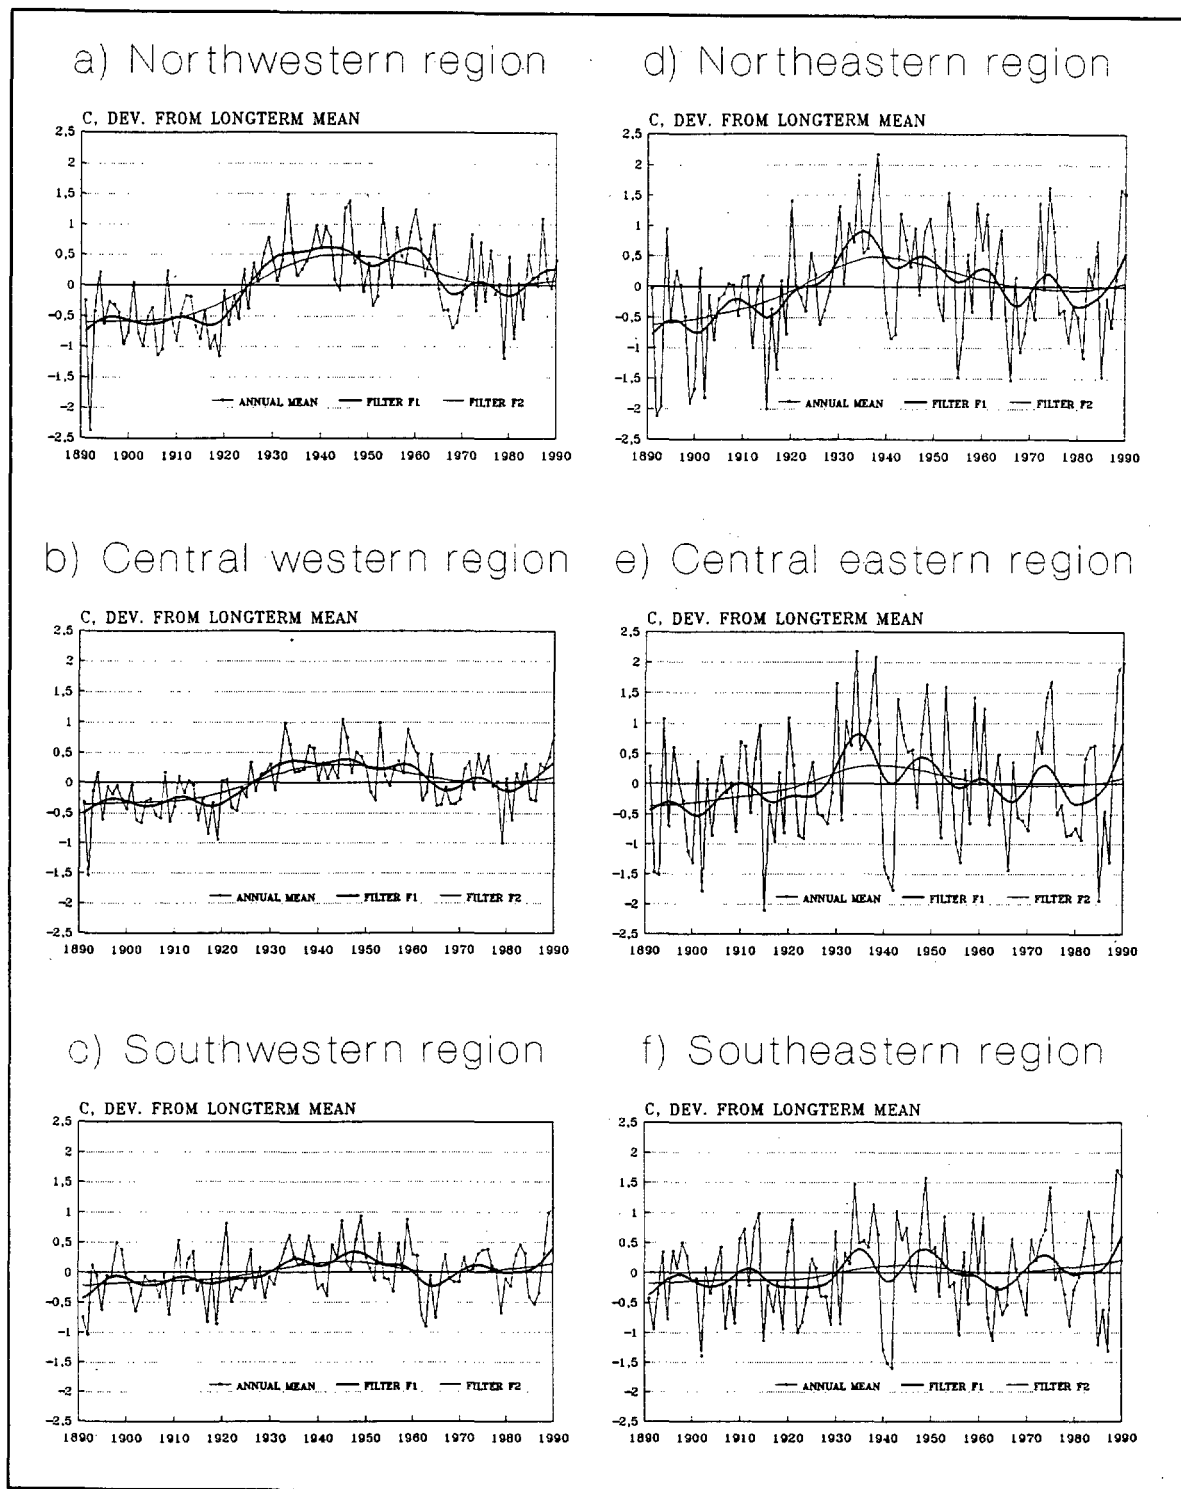 a) Northwestern region
C, DEV. FROM LONGTERM MEAN
2,5
2
1,5
1
0,5
0
-0,5
-1
-1,5
-2
-2,5
ANNUAL MEAN FILTER F1 FILTER F2
1890 1900 1910 1920 1930 1940 1950 1960 1970 1980 1990
d) Northeastern region
C, DEV. FROM LONGTERM MEAN
2,5
2
1,5
1
0,5
0
-0,5
-1
-1,5
-2
-2,5
ANNUAL MEAN FILTER F1 FILTER F2
1890 1900 1910 1920 1930 1940 1950 1960 1970 1980 1990
b) Central western region
C, DEV. FROM LONGTERM MEAN
2,5
2
1,5
1
0,5
0
-0,5
-1
-1,5
-2
-2,5
ANNUAL MEAN FILTER F1 FILTER F2
1890 1900 1910 1920 1930 1940 1950 1960 1970 1980 1990
e) Central eastern region
C, DEV. FROM LONGTERM MEAN
2,5
2
1,5
1
0,5
0
-0,5
-1
-1,5
-2
-2,5
ANNUAL MEAN FILTER F1 FILTER F2
1890 1900 1910 1920 1930 1940 1950 1960 1970 1980 1990
c) Southwestern region
C, DEV. FROM LONGTERM MEAN
2,5
2
1,5
1
0,5
0
-0,5
-1
-1,5
-2
-2,5
ANNUAL MEAN FILTER F1 FILTER F2
1890 1900 1910 1920 1930 1940 1950 1960 1970 1980 1990
f) Southeastern region
C, DEV. FROM LONGTERM MEAN
2,5
2
1,5
1
0,5
0
-0,5
-1
-1,5
-2
-2,5
ANNUAL MEAN FILTER F1 FILTER F2
1890 1900 1910 1920 1930 1940 1950 1960 1970 1980 1990